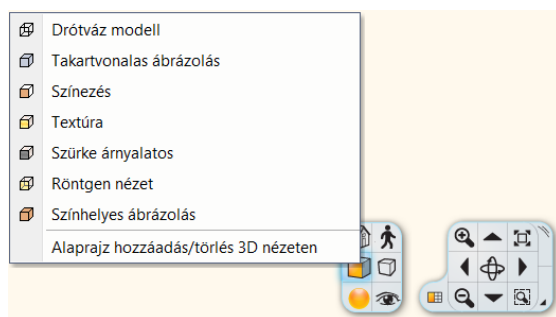 Drótváz modell
Takartvonalas ábrázolás
Színezés
Textúra
Szürke árnyalatos
Röntgen nézet
Színhelyes ábrázolás
Alaprajz hozzáadás/törlés 3D nézeten